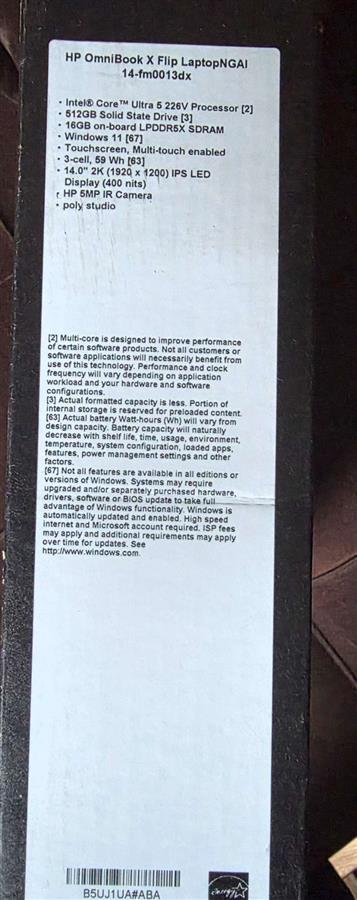 HP OmniBook X Flip LaptopNGAI
14-fm0013dx
· Intel® Core™ Ultra 5 226V Processor [2]
· 512GB Solid State Drive [3]
· 16GB on-board LPDDR5X SDRAM
· Windows 11 [67]
· Touchscreen, Multi-touch enabled
· 3-cell, 59 Wh [63]
· 14.0" 2K (1920 x 1200) IPS LED
Display (400 nits)
· HP 5MP IR Camera
· poly studio
[2] Multi-core is designed to improve performance
of certain software products. Not all customers or
software applications will necessarily benefit from
use of this technology. Performance and clock
frequency will vary depending on application
workload and your hardware and software
configurations.
[3] Actual formatted capacity is less. Portion of
internal storage is reserved for preloaded content.
[63] Actual battery Watt-hours (Wh) will vary from
design capacity. Battery capacity will naturally
decrease with shelf life, time, usage, environment,
temperature, system configuration, loaded apps,
features, power management settings and other
factors.
[67] Not all features are available in all editions or
versions of Windows. Systems may require
upgraded and/or separately purchased hardware,
drivers, software or BIOS update to take full
advantage of Windows functionality. Windows is
automatically updated and enabled. High speed
internet and Microsoft account required. ISP fees
may apply and additional requirements may apply
over time for updates. See
http://www.windows.com.
B5UJ1UA#ABA
energy